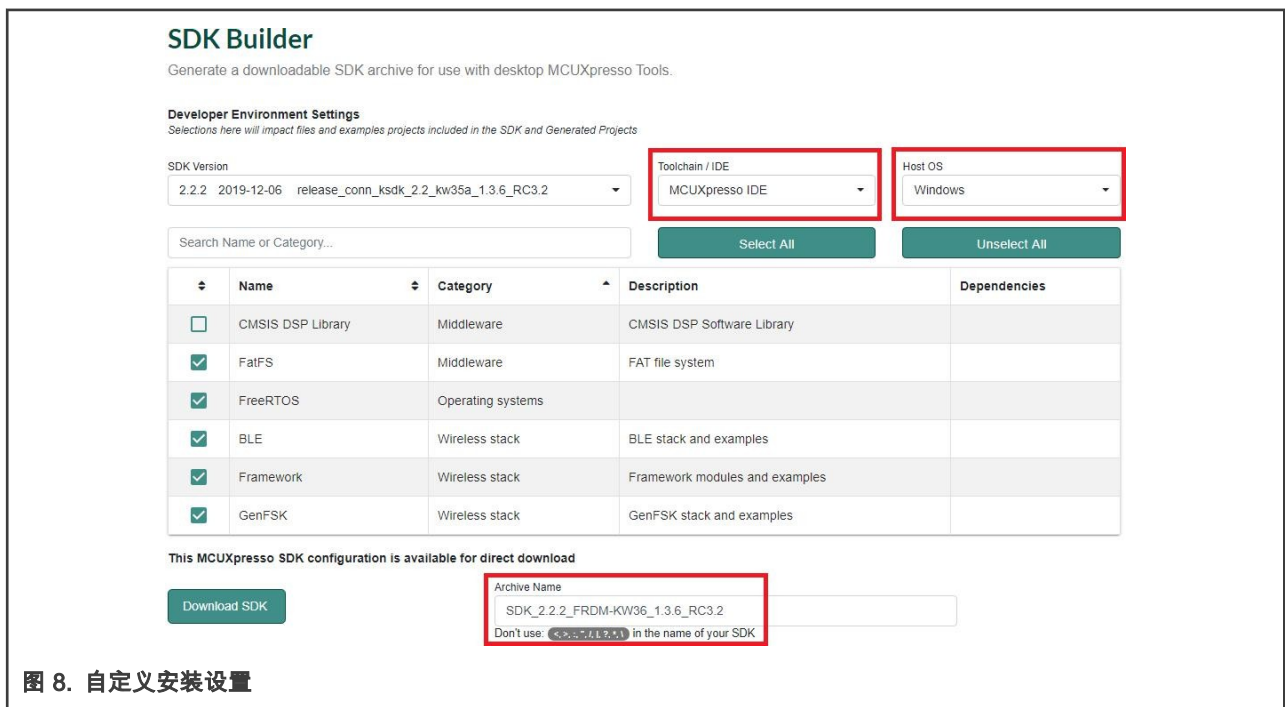 SDK Builder
Generate a downloadable SDK archive for use with desktop MCUXpresso Tools.
Developer Environment Settings
Selections here will impact files and examples projects included in the SDK and Generated Projects
SDK Version Toolchain / IDE Host OS
2.2.2 2019-12-06 release_conn_ksdk_2.2_kw35a_1.3.6_RC3.2 MCUXpresso IDE Windows
Search Name or Category... Select All Unselect All
Name Category Description Dependencies
CMSIS DSP Library Middleware CMSIS DSP Software Library
FatFS Middleware FAT file system
FreeRTOS Operating systems
BLE Wireless stack BLE stack and examples
Framework Wireless stack Framework modules and examples
GenFSK Wireless stack GenFSK stack and examples
This MCUXpresso SDK configuration is available for direct download
Archive Name
Download SDK SDK_2.2.2_FRDM-KW36_1.3.6_RC3.2
Don't use: in the name of your SDK
图 8. 自定义安装设置